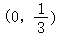 (0, 1/3)